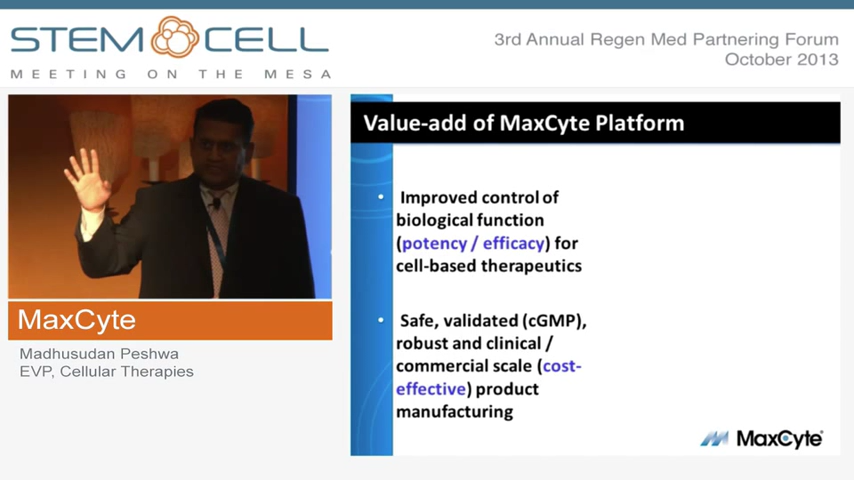 STEM CELL
MEETING ON THE MESA
3rd Annual Regen Med Partnering Forum
October 2013
MaxCyte
Madhusudan Peshwa
EVP, Cellular Therapies
Value-add of MaxCyte Platform
• Improved control of
biological function
(potency / efficacy) for
cell-based therapeutics
• Safe, validated (cGMP),
robust and clinical /
commercial scale (cost-
effective) product
manufacturing
MaxCyte®